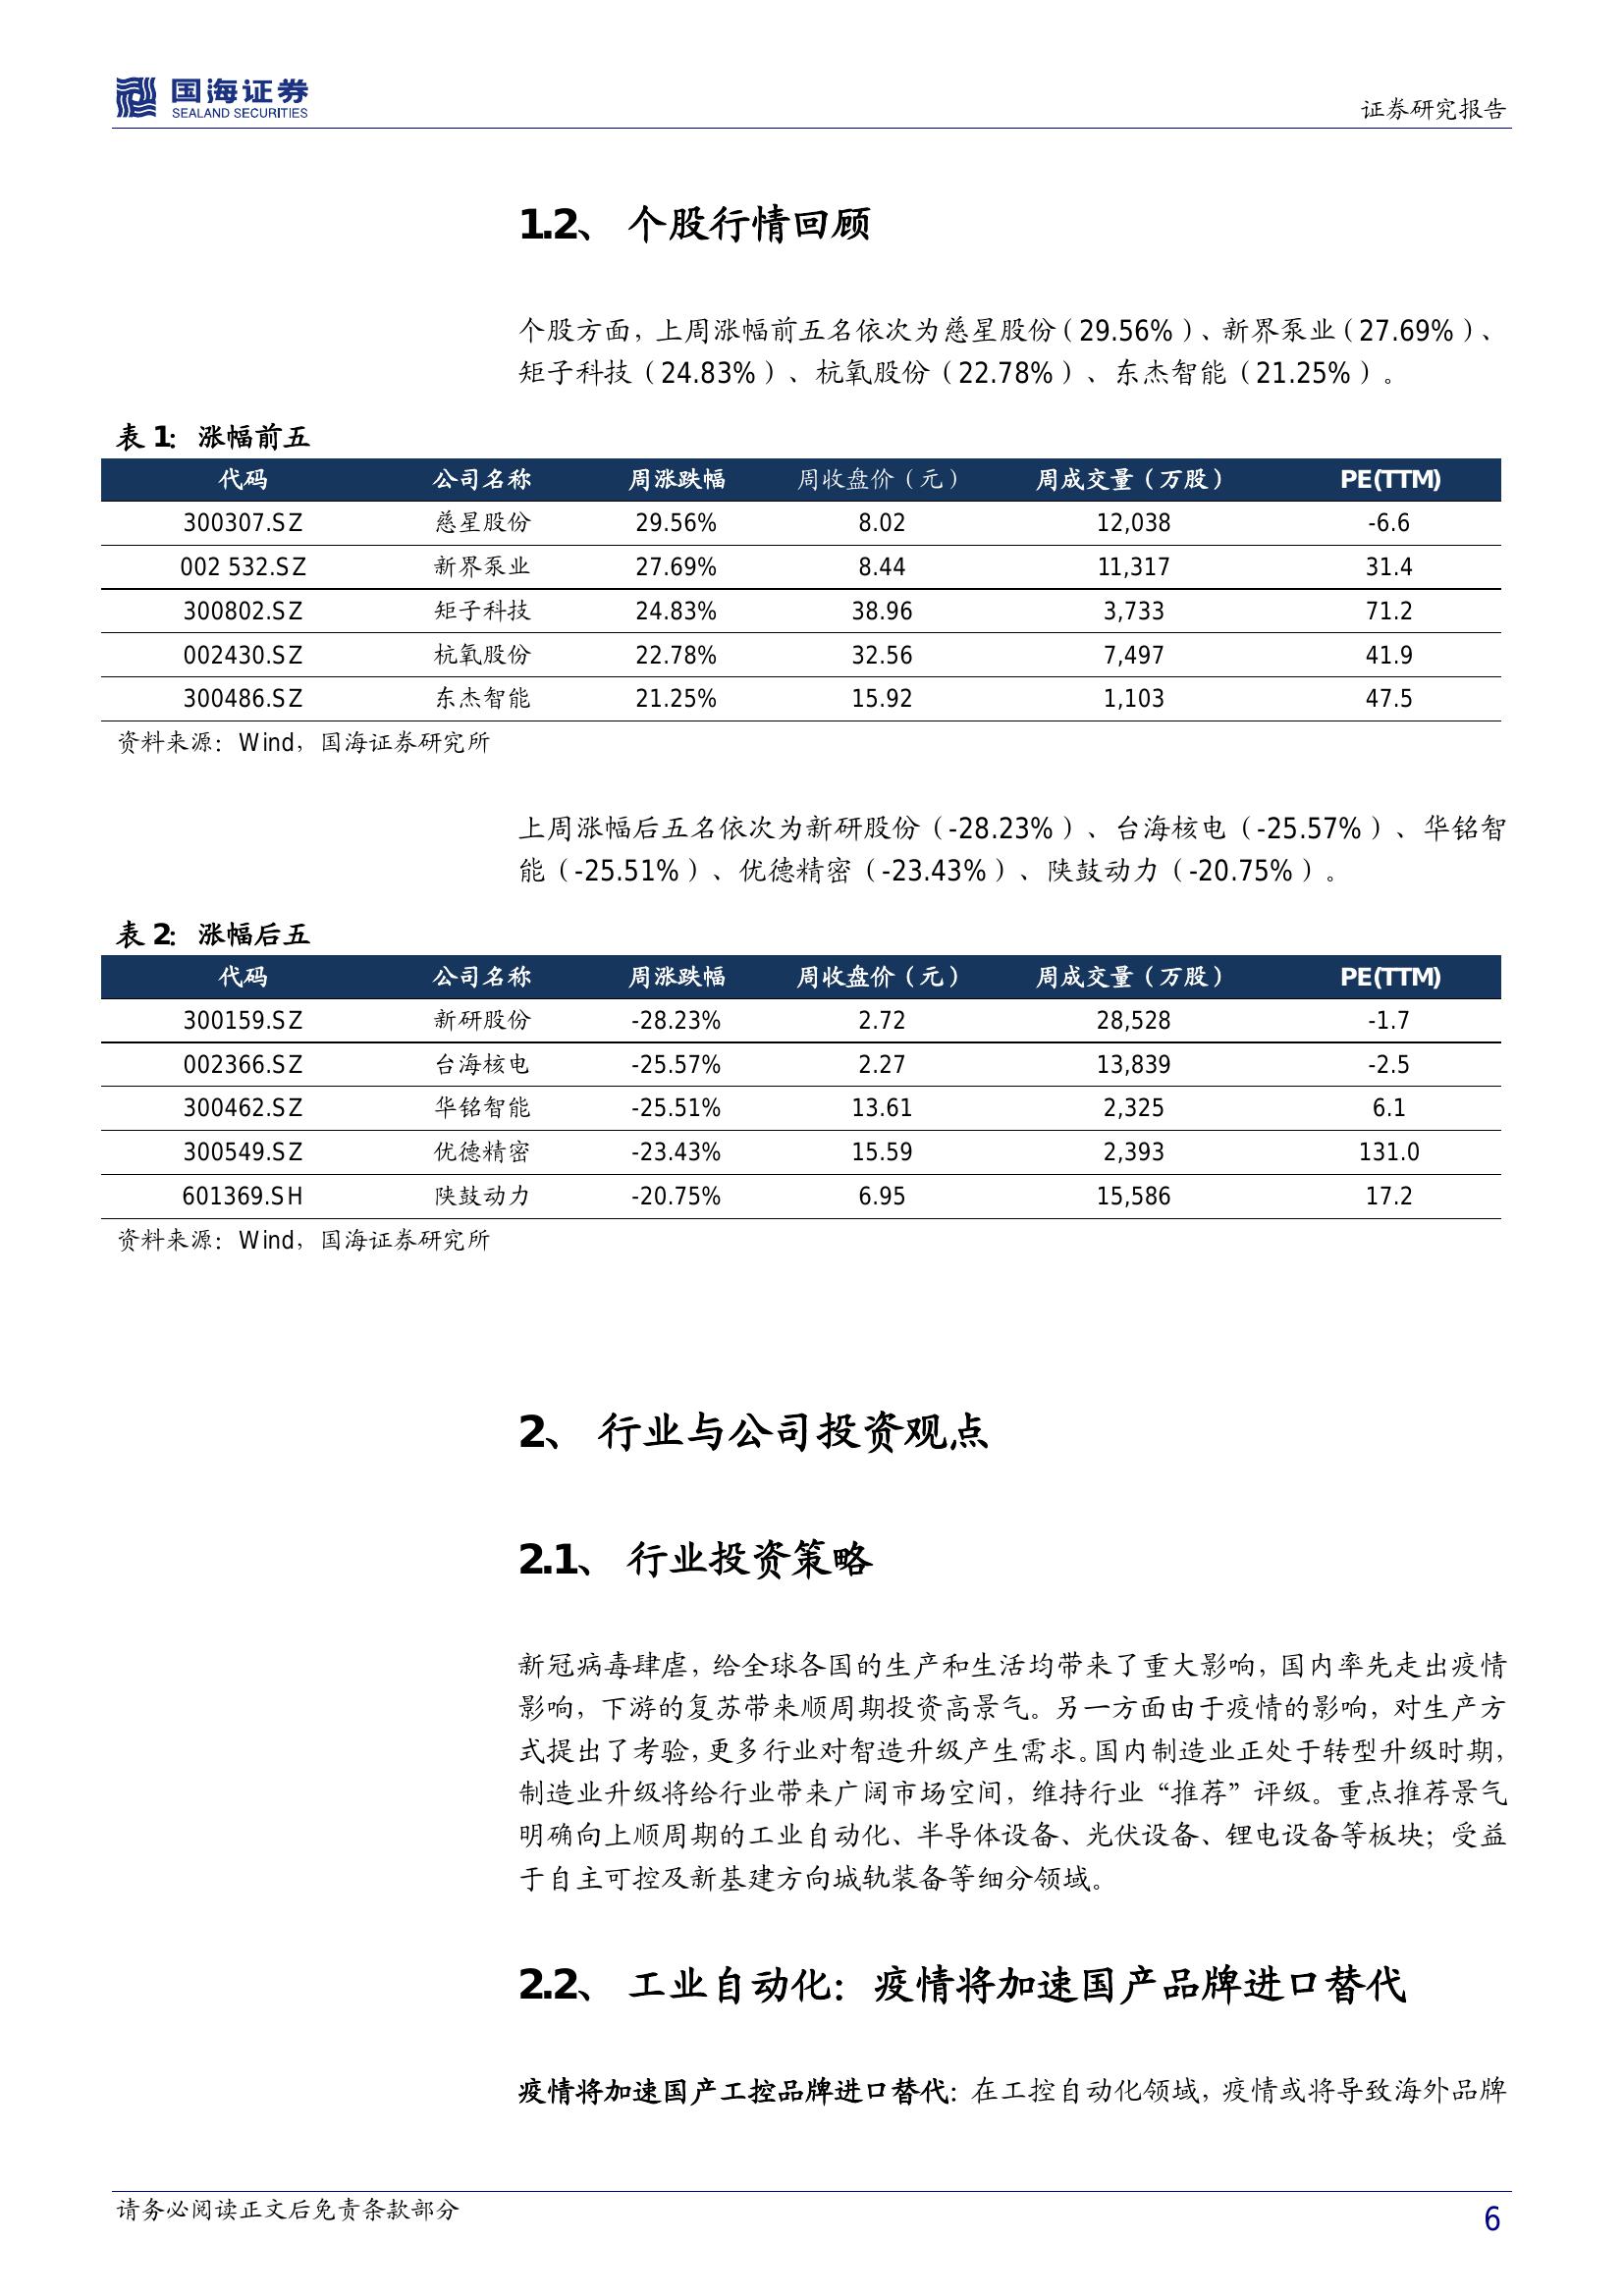 国海证券
SEALAND SECURITIES
证券研究报告
1.2、 个股行情回顾
个股方面，上周涨幅前五名依次为慈星股份（29.56%）、新界泵业（27.69%）、
矩子科技（24.83%）、杭氧股份（22.78%）、东杰智能（21.25%）。
表 1：涨幅前五
代码 公司名称 周涨跌幅 周收盘价（元） 周成交量（万股） PE(TTM)
300307.SZ 慈星股份 29.56% 8.02 12,038 -6.6
002 532.SZ 新界泵业 27.69% 8.44 11,317 31.4
300802.SZ 矩子科技 24.83% 38.96 3,733 71.2
002430.SZ 杭氧股份 22.78% 32.56 7,497 41.9
300486.SZ 东杰智能 21.25% 15.92 1,103 47.5
资料来源：Wind，国海证券研究所
上周涨幅后五名依次为新研股份（-28.23%）、台海核电（-25.57%）、华铭智
能（-25.51%）、优德精密（-23.43%）、陕鼓动力（-20.75%）。
表 2：涨幅后五
代码 公司名称 周涨跌幅 周收盘价（元） 周成交量（万股） PE(TTM)
300159.SZ 新研股份 -28.23% 2.72 28,528 -1.7
002366.SZ 台海核电 -25.57% 2.27 13,839 -2.5
300462.SZ 华铭智能 -25.51% 13.61 2,325 6.1
300549.SZ 优德精密 -23.43% 15.59 2,393 131.0
601369.SH 陕鼓动力 -20.75% 6.95 15,586 17.2
资料来源：Wind，国海证券研究所
2、 行业与公司投资观点
2.1、 行业投资策略
新冠病毒肆虐，给全球各国的生产和生活均带来了重大影响，国内率先走出疫情
影响，下游的复苏带来顺周期投资高景气。另一方面由于疫情的影响，对生产方
式提出了考验，更多行业对智造升级产生需求。国内制造业正处于转型升级时期，
制造业升级将给行业带来广阔市场空间，维持行业“推荐”评级。重点推荐景气
明确向上顺周期的工业自动化、半导体设备、光伏设备、锂电设备等板块；受益
于自主可控及新基建方向城轨装备等细分领域。
2.2、 工业自动化：疫情将加速国产品牌进口替代
疫情将加速国产工控品牌进口替代：在工控自动化领域，疫情或将导致海外品牌
请务必阅读正文后免责条款部分
6